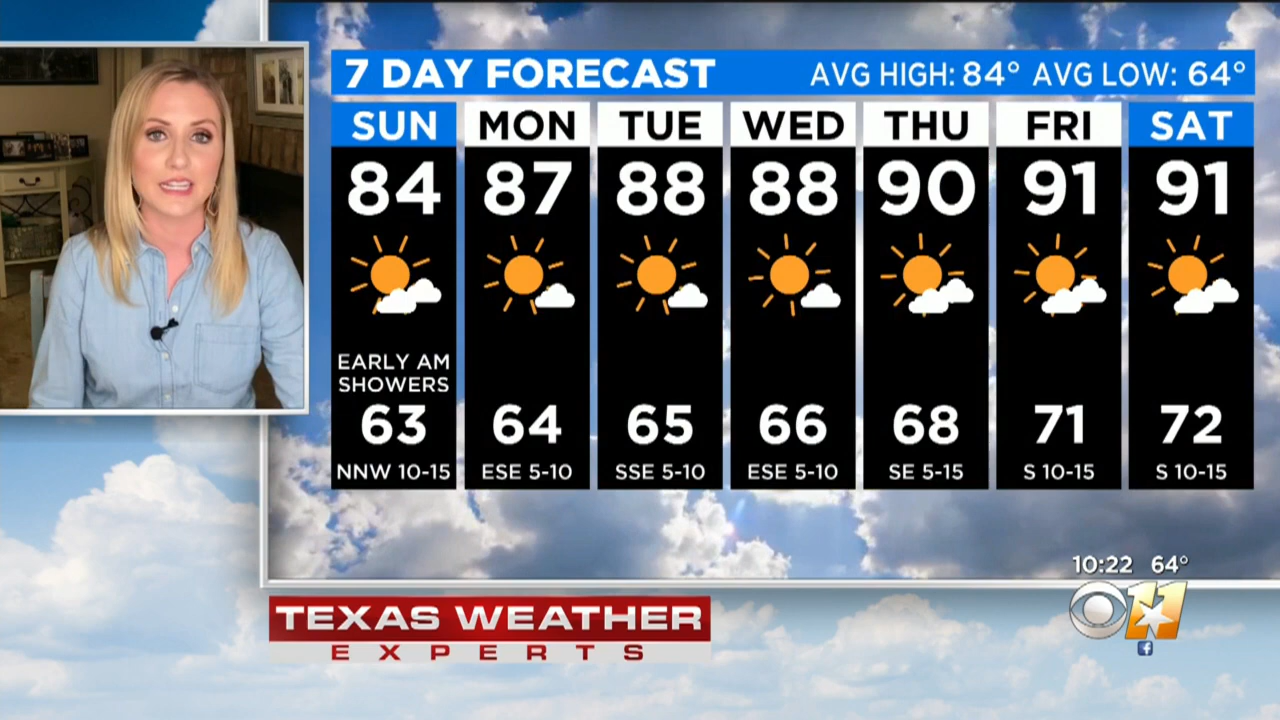 7 DAY FORECAST AVG HIGH: 84° AVG LOW: 64°
SUN MON TUE WED THU FRI SAT
84 87 88 88 90 91 91
EARLY AM
SHOWERS
63 64 65 66 68 71 72
NNW 10-15 ESE 5-10 SSE 5-10 ESE 5-10 SE 5-15 S 10-15 S 10-15
10:22 64°
11
f
TEXAS WEATHER
EXPERTS